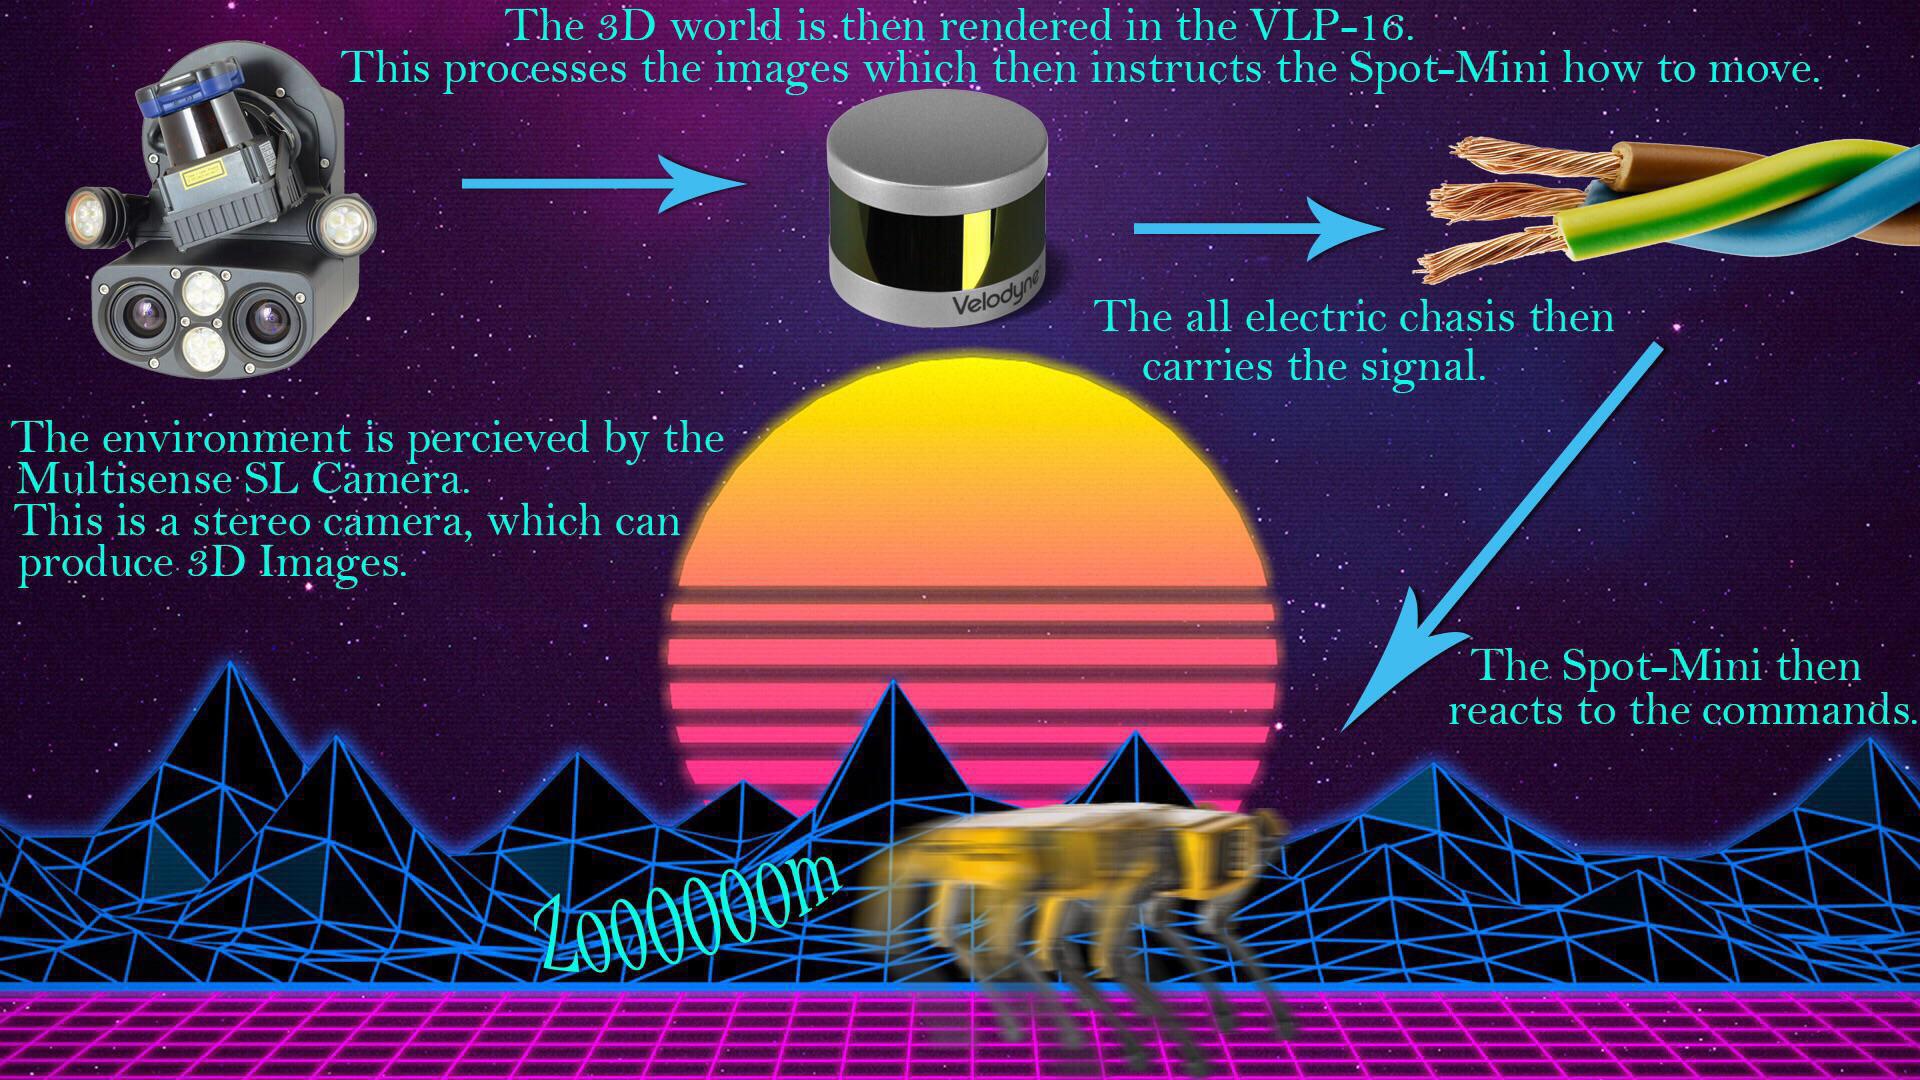 The 3D world is then rendered in the VLP-16.
This processes the images which then instructs the Spot-Mini how to move.
Velodyne
The all electric chasis then
carries the signal.
The environment is percieved by the
Multisense SL Camera.
This is a stereo camera, which can
produce 3D Images.
The Spot-Mini then
reacts to the commands.
Zoooooom